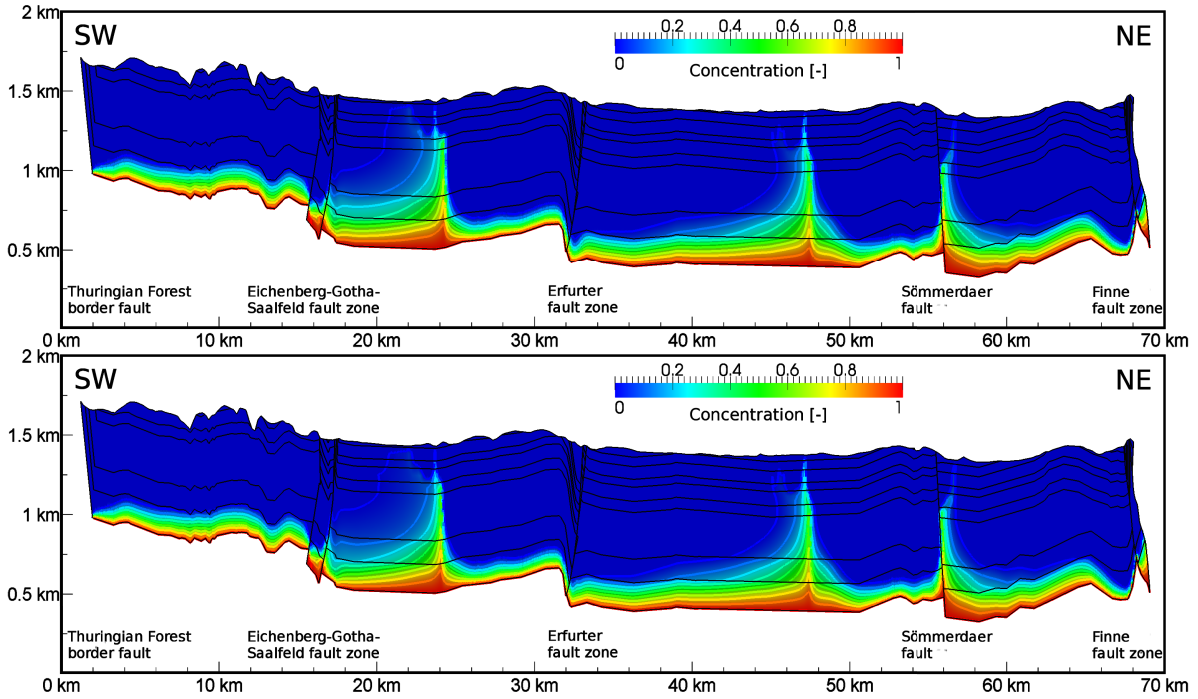 2 km
SW
NE
0.2 0.4 0.6 0.8
0 1
Concentration [-]
1.5 km
1 km
0.5 km
Thuringian Forest
border fault
Eichenberg-Gotha-
Saalfeld fault zone
Erfurter
fault zone
Sömmerdaer
fault
Finne
fault zone
0 km 10 km 20 km 30 km 40 km 50 km 60 km 70 km
2 km
SW
NE
0.2 0.4 0.6 0.8
0 1
Concentration [-]
1.5 km
1 km
0.5 km
Thuringian Forest
border fault
Eichenberg-Gotha-
Saalfeld fault zone
Erfurter
fault zone
Sömmerdaer
fault
Finne
fault zone
0 km 10 km 20 km 30 km 40 km 50 km 60 km 70 km